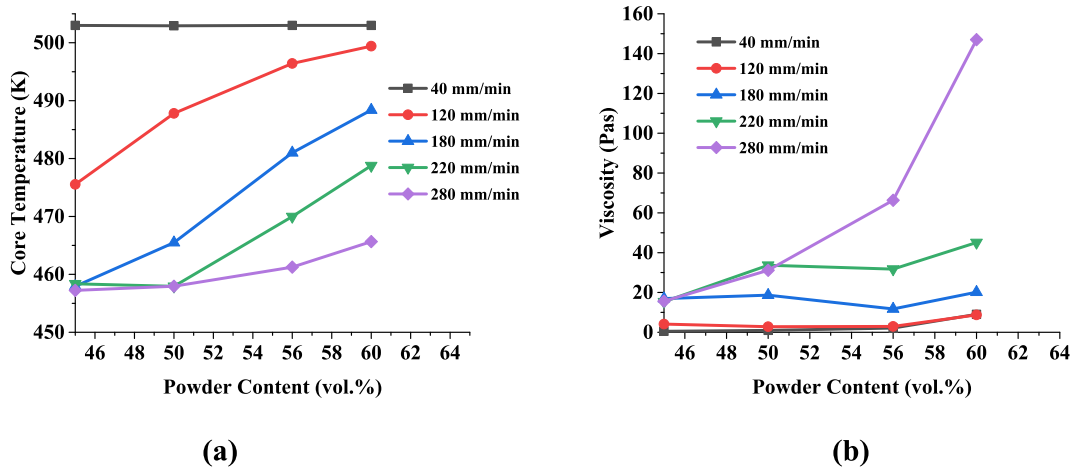 500
490
480
470
460
450
Core Temperature (K)
40 mm/min
120 mm/min
180 mm/min
220 mm/min
280 mm/min
46 48 50 52 54 56 58 60 62 64
Powder Content (vol.%)
(a)
160
140
120
100
80
60
40
20
0
Viscosity (Pas)
40 mm/min
120 mm/min
180 mm/min
220 mm/min
280 mm/min
46 48 50 52 54 56 58 60 62 64
Powder Content (vol.%)
(b)